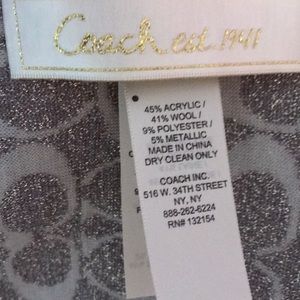 Coach est. 1941
45% ACRYLIC /
41% WOOL /
9% POLYESTER /
5% METALLIC
MADE IN CHINA
DRY CLEAN ONLY
COACH INC.
516 W. 34TH STREET
NY, NY
888-262-6224
RN# 132154